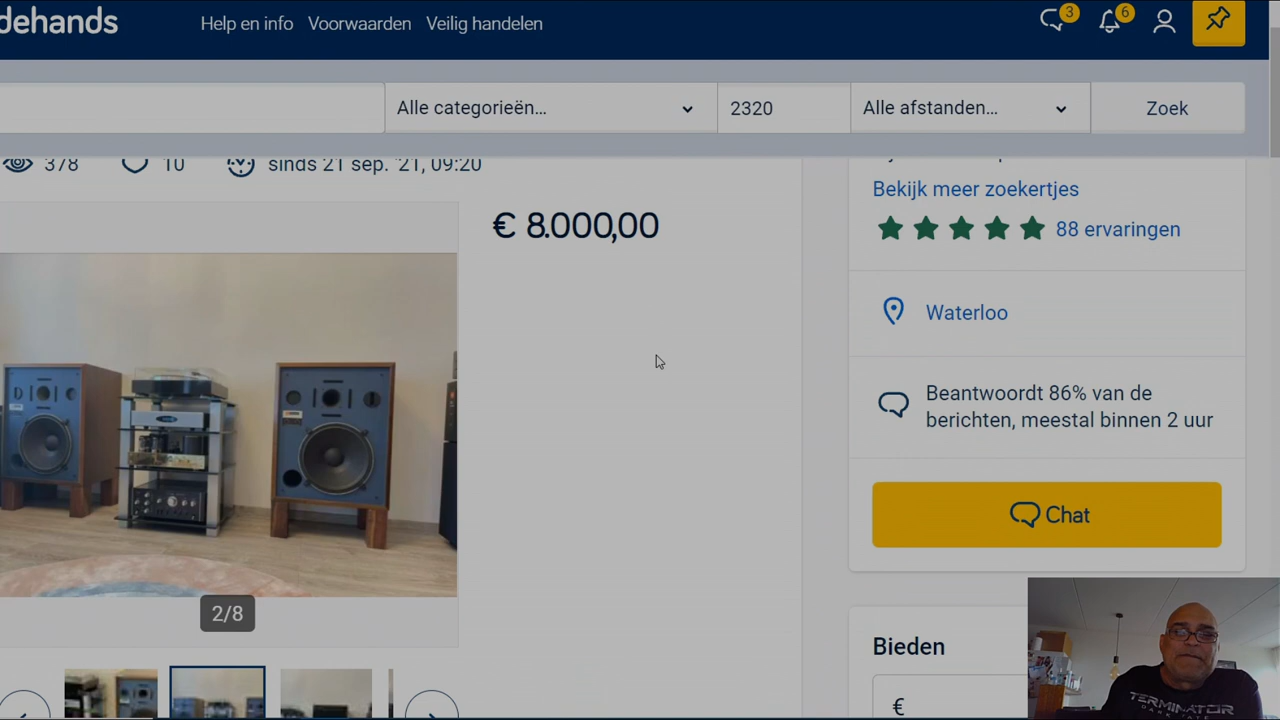 dehands
Help en info Voorwaarden Veilig handelen
3
6
Alle categorieën...
2320
Alle afstanden...
Zoek
378
10
sinds 21 sep. '21, 09:20
€ 8.000,00
2/8
Bekijk meer zoekertjes
88 ervaringen
Waterloo
Beantwoordt 86% van de
berichten, meestal binnen 2 uur
Chat
Bieden
€
TERMINATOR